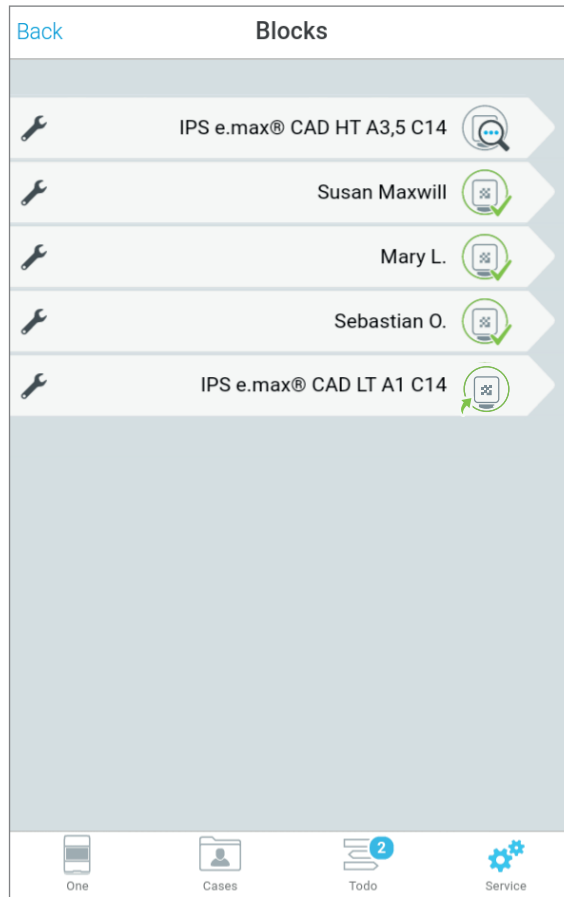 Back Blocks
IPS e.max® CAD HT A3,5 C14
Susan Maxwill
Mary L.
Sebastian O.
IPS e.max® CAD LT A1 C14
2
One Cases Todo Service